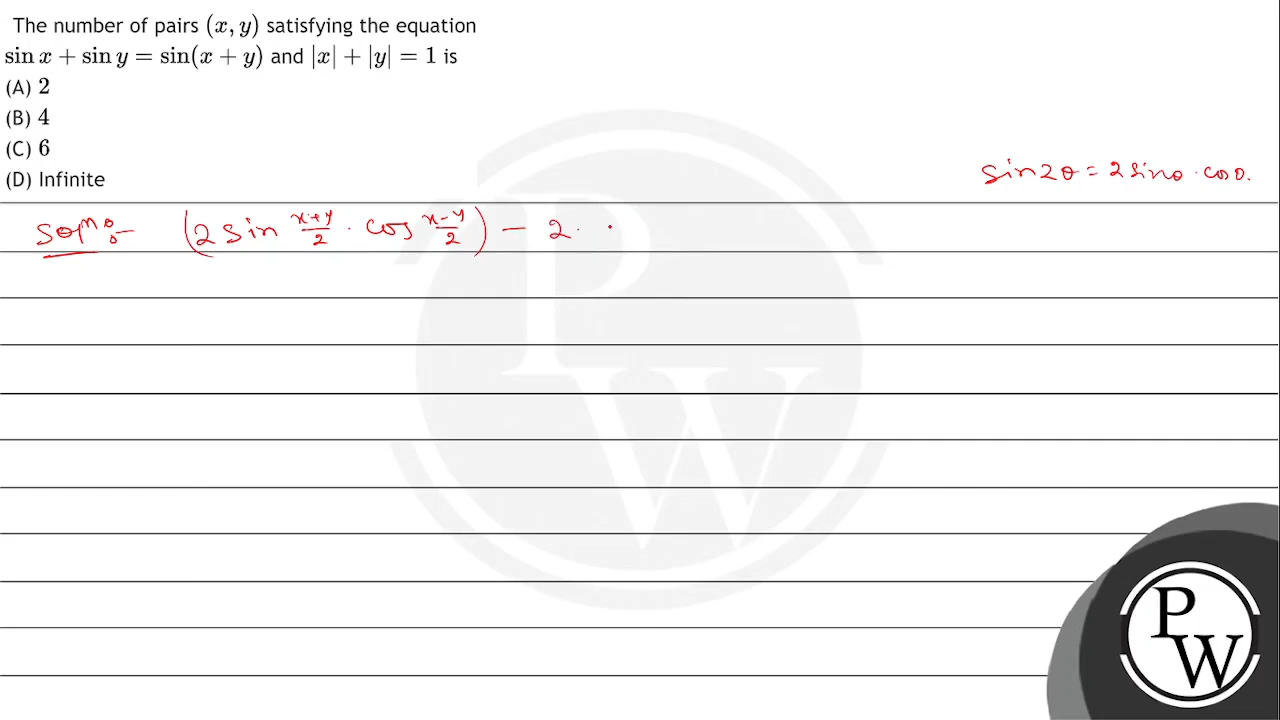 The number of pairs (x, y) satisfying the equation
sin x + sin y = sin(x + y) and |x| + |y| = 1 is
(A) 2
(B) 4
(C) 6
(D) Infinite
sin2θ = 2 sinθ · cosθ.
Solⁿ:- (2 sin (x+y)/2 · cos (x-y)/2) - 2 ·
P
W
P
W